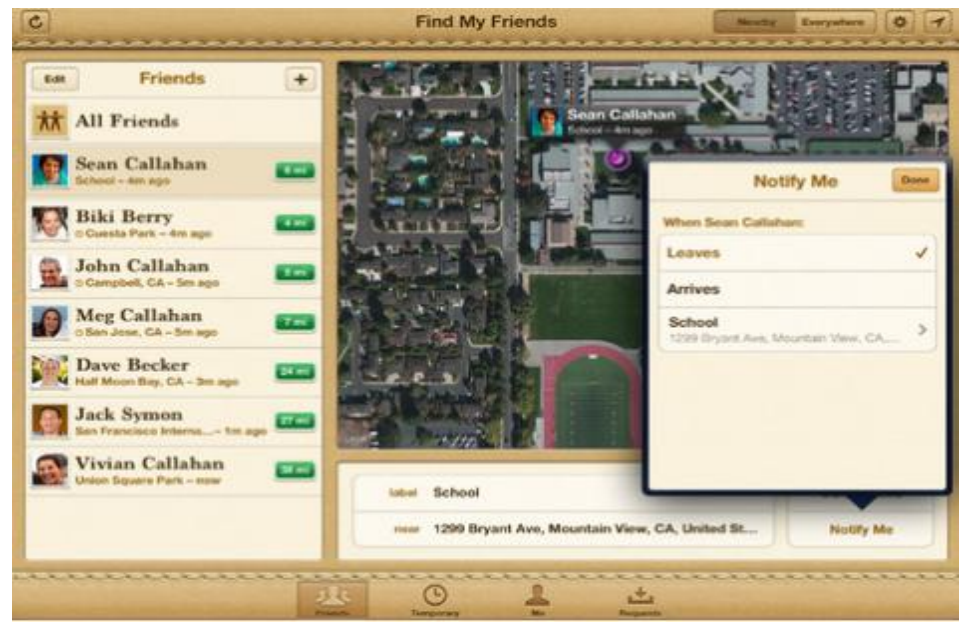 Find My Friends
Nearby Everywhere
Edit Friends +
All Friends
Sean Callahan
School – 4m ago
6 mi
Biki Berry
Cuesta Park – 4m ago
4 mi
John Callahan
Campbell, CA – 5m ago
Meg Callahan
San Jose, CA – 5m ago
7 mi
Dave Becker
Half Moon Bay, CA – 3m ago
24 mi
Jack Symon
San Francisco Interna...– 1m ago
27 mi
Vivian Callahan
Union Square Park – now
Sean Callahan
School – 4m ago
Notify Me Done
When Sean Callahan:
Leaves
Arrives
School
1299 Bryant Ave, Mountain View, CA,...
label School
near 1299 Bryant Ave, Mountain View, CA, United St...
Notify Me
Friends Temporary Me Requests